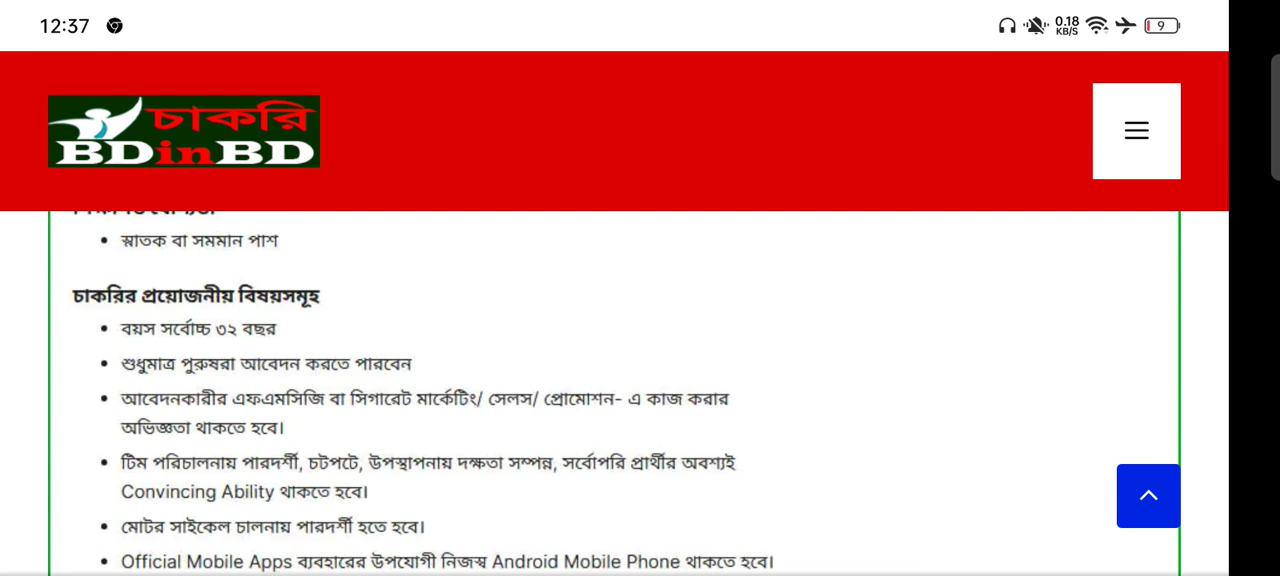 12:37
0.18
KB/S
9
চাকরি
BDinBD
স্নাতক বা সমমান পাশ
চাকরির প্রয়োজনীয় বিষয়সমূহ
বয়স সর্বোচ্চ ৩২ বছর
শুধুমাত্র পুরুষরা আবেদন করতে পারবেন
আবেদনকারীর এফএমসিজি বা সিগারেট মার্কেটিং/ সেলস/ প্রোমোশন- এ কাজ করার
অভিজ্ঞতা থাকতে হবে।
টিম পরিচালনায় পারদর্শী, চটপটে, উপস্থাপনায় দক্ষতা সম্পন্ন, সর্বোপরি প্রার্থীর অবশ্যই
Convincing Ability থাকতে হবে।
মোটর সাইকেল চালনায় পারদর্শী হতে হবে।
Official Mobile Apps ব্যবহারের উপযোগী নিজস্ব Android Mobile Phone থাকতে হবে।